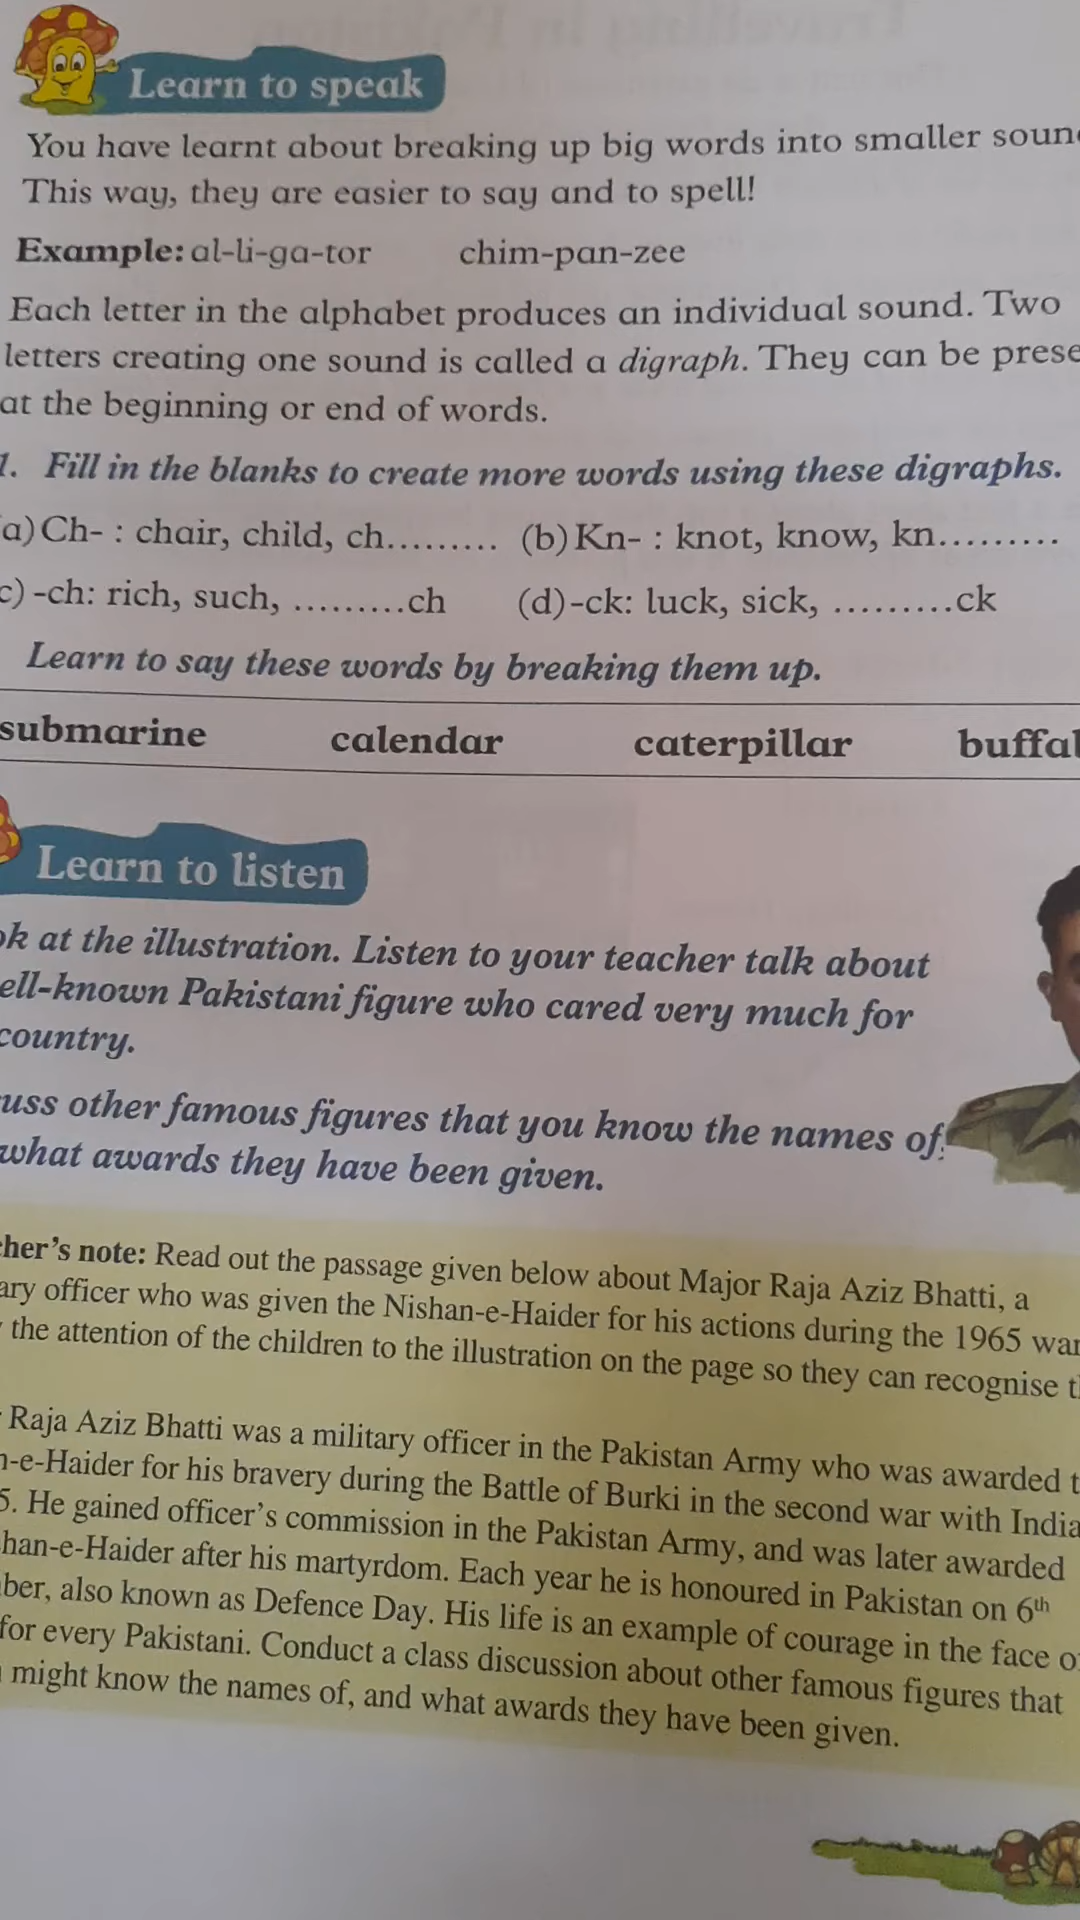 Learn to speak
You have learnt about breaking up big words into smaller soun
This way, they are easier to say and to spell!
Example: al-li-ga-tor chim-pan-zee
Each letter in the alphabet produces an individual sound. Two
letters creating one sound is called a digraph. They can be prese
at the beginning or end of words.
1. Fill in the blanks to create more words using these digraphs.
a) Ch- : chair, child, ch......... (b) Kn- : knot, know, kn.........
c) -ch: rich, such, .........ch (d) -ck: luck, sick, .........ck
Learn to say these words by breaking them up.
submarine calendar caterpillar buffal
Learn to listen
ok at the illustration. Listen to your teacher talk about
ell-known Pakistani figure who cared very much for
country.
uss other famous figures that you know the names of,
what awards they have been given.
cher's note: Read out the passage given below about Major Raja Aziz Bhatti, a
ary officer who was given the Nishan-e-Haider for his actions during the 1965 war
the attention of the children to the illustration on the page so they can recognise t
Raja Aziz Bhatti was a military officer in the Pakistan Army who was awarded t
n-e-Haider for his bravery during the Battle of Burki in the second war with India
5. He gained officer's commission in the Pakistan Army, and was later awarded
han-e-Haider after his martyrdom. Each year he is honoured in Pakistan on 6th
ber, also known as Defence Day. His life is an example of courage in the face o
for every Pakistani. Conduct a class discussion about other famous figures that
might know the names of, and what awards they have been given.